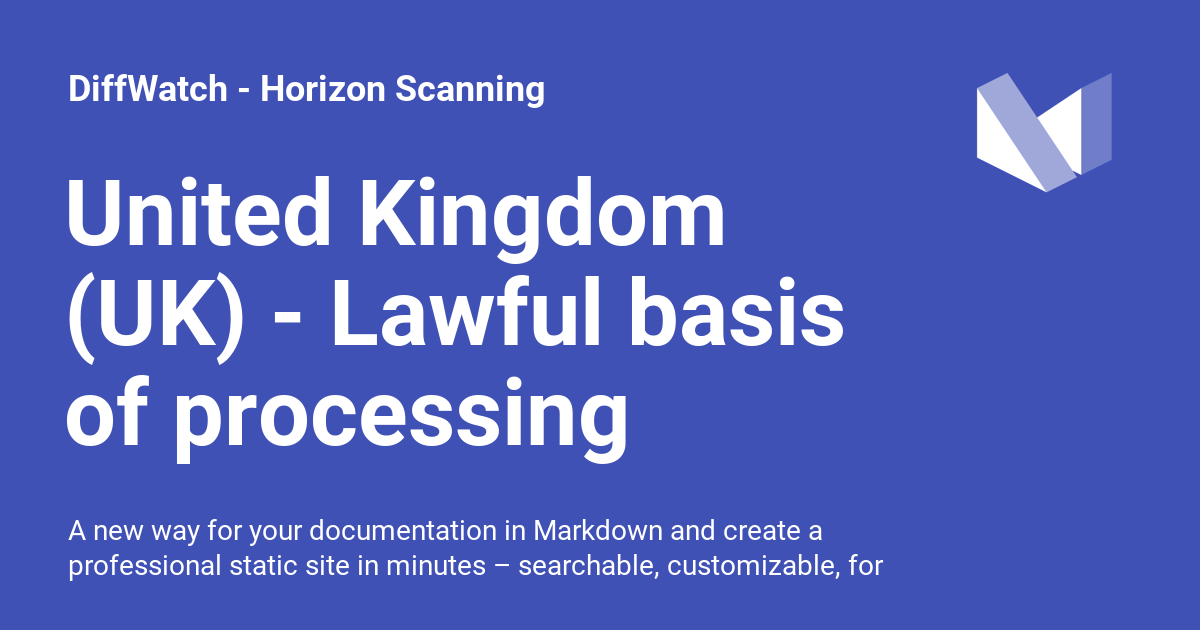 DiffWatch - Horizon Scanning
United Kingdom
(UK) - Lawful basis
of processing
A new way for your documentation in Markdown and create a
professional static site in minutes – searchable, customizable, for